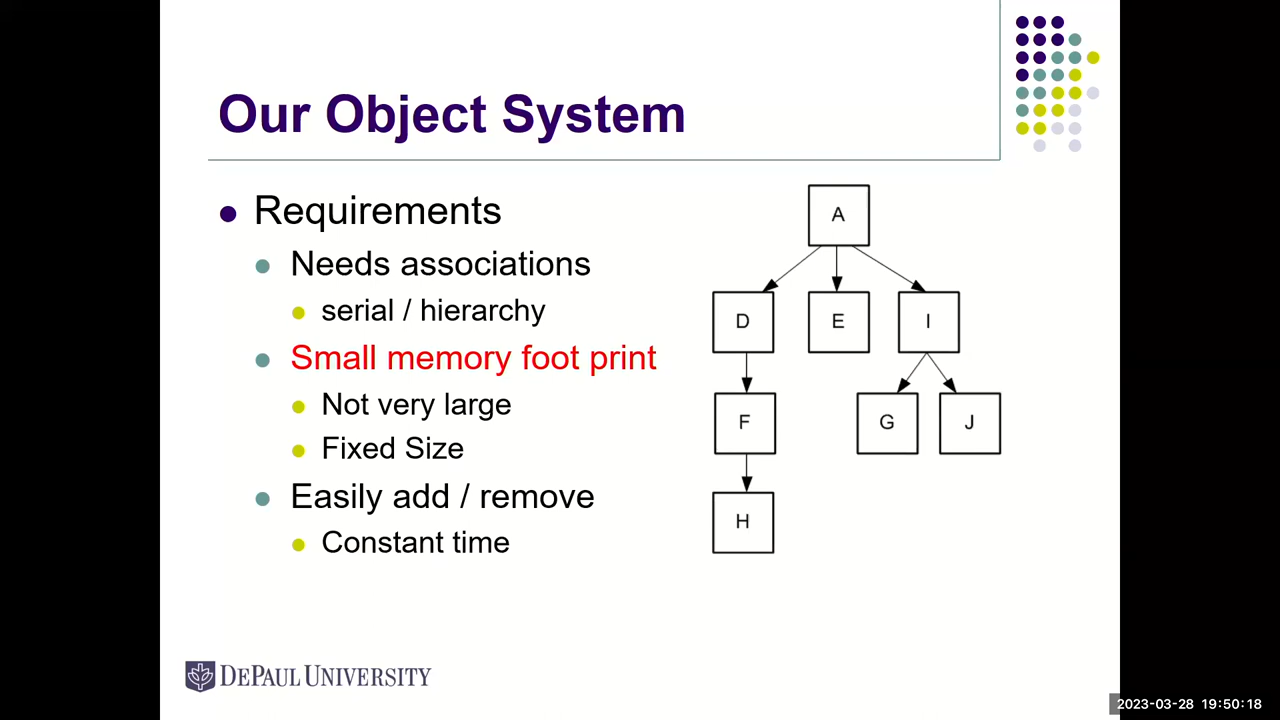 Our Object System
Requirements
Needs associations
serial / hierarchy
Small memory foot print
Not very large
Fixed Size
Easily add / remove
Constant time
A
D
E
I
F
G
J
H
DEPAUL UNIVERSITY
2023-03-28 19:50:18